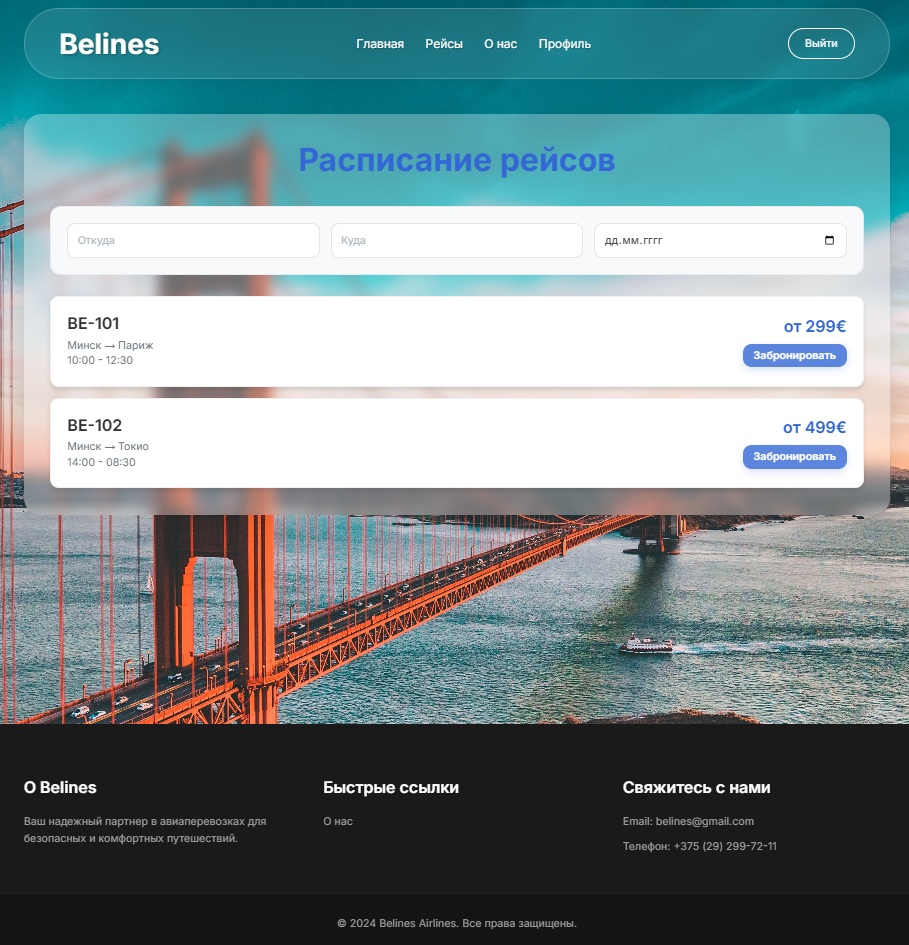 Belines
Главная Рейсы О нас Профиль
Выйти
Расписание рейсов
Откуда
Куда
дд.мм.гггг
BE-101
Минск → Париж
10:00 - 12:30
от 299€
Забронировать
BE-102
Минск → Токио
14:00 - 08:30
от 499€
Забронировать
О Belines
Ваш надежный партнер в авиаперевозках для
безопасных и комфортных путешествий.
Быстрые ссылки
О нас
Свяжитесь с нами
Email: belines@gmail.com
Телефон: +375 (29) 299-72-11
© 2024 Belines Airlines. Все права защищены.